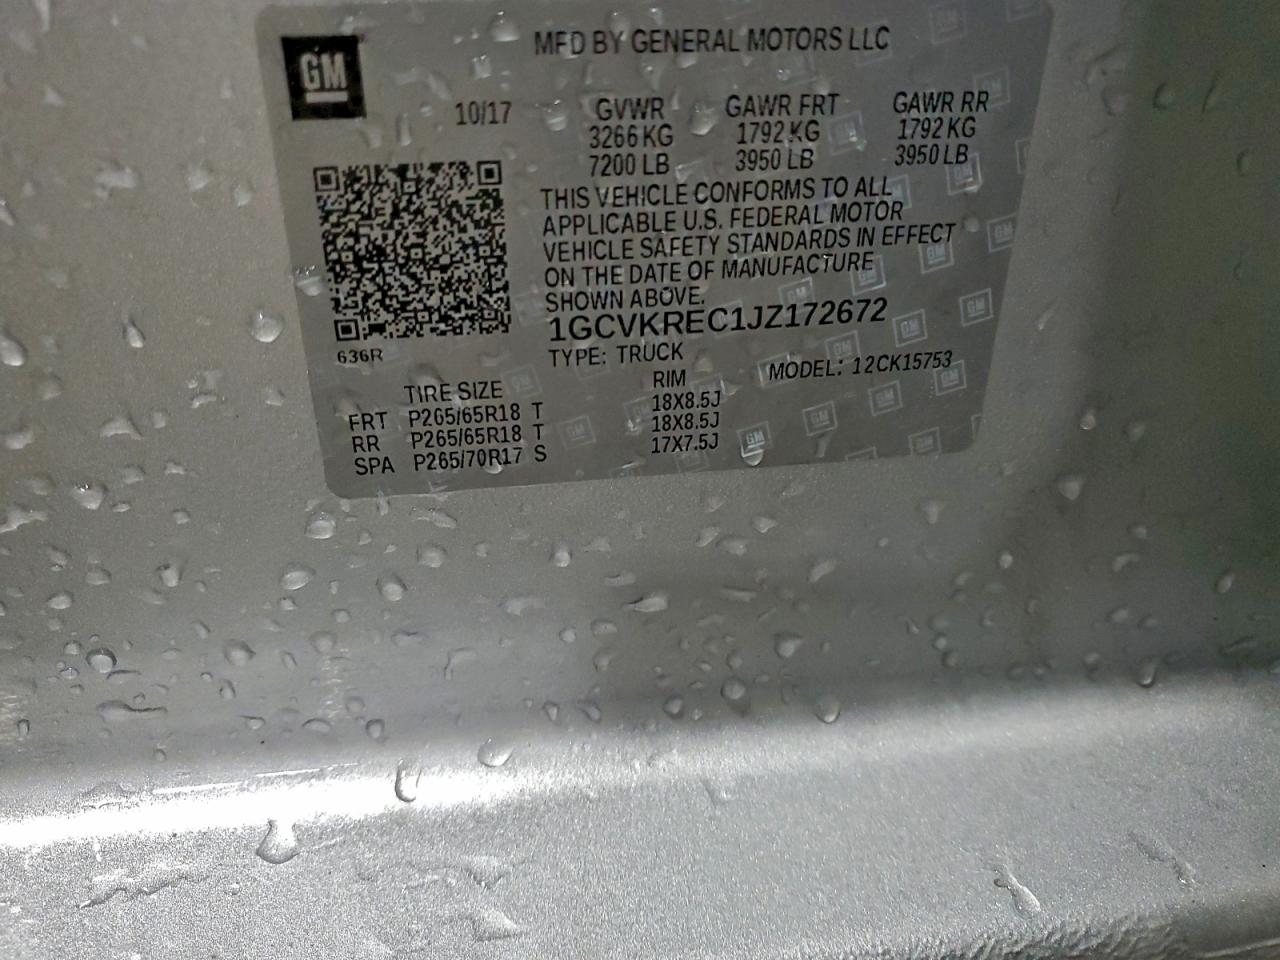 GM
MFD BY GENERAL MOTORS LLC
10/17 GVWR GAWR FRT GAWR RR
3266 KG 1792 KG 1792 KG
7200 LB 3950 LB 3950 LB
THIS VEHICLE CONFORMS TO ALL
APPLICABLE U.S. FEDERAL MOTOR
VEHICLE SAFETY STANDARDS IN EFFECT
ON THE DATE OF MANUFACTURE
SHOWN ABOVE.
1GCVKREC1JZ172672
636R
TYPE: TRUCK
MODEL: 12CK15753
TIRE SIZE RIM
FRT P265/65R18 T 18X8.5J
RR P265/65R18 T 18X8.5J
SPA P265/70R17 S 17X7.5J